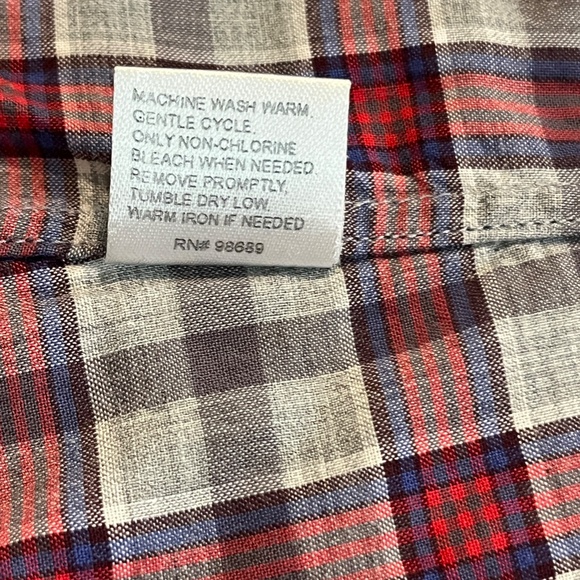 MACHINE WASH WARM.
GENTLE CYCLE.
ONLY NON-CHLORINE
BLEACH WHEN NEEDED
REMOVE PROMPTLY.
TUMBLE DRY LOW.
WARM IRON IF NEEDED
RN# 98689